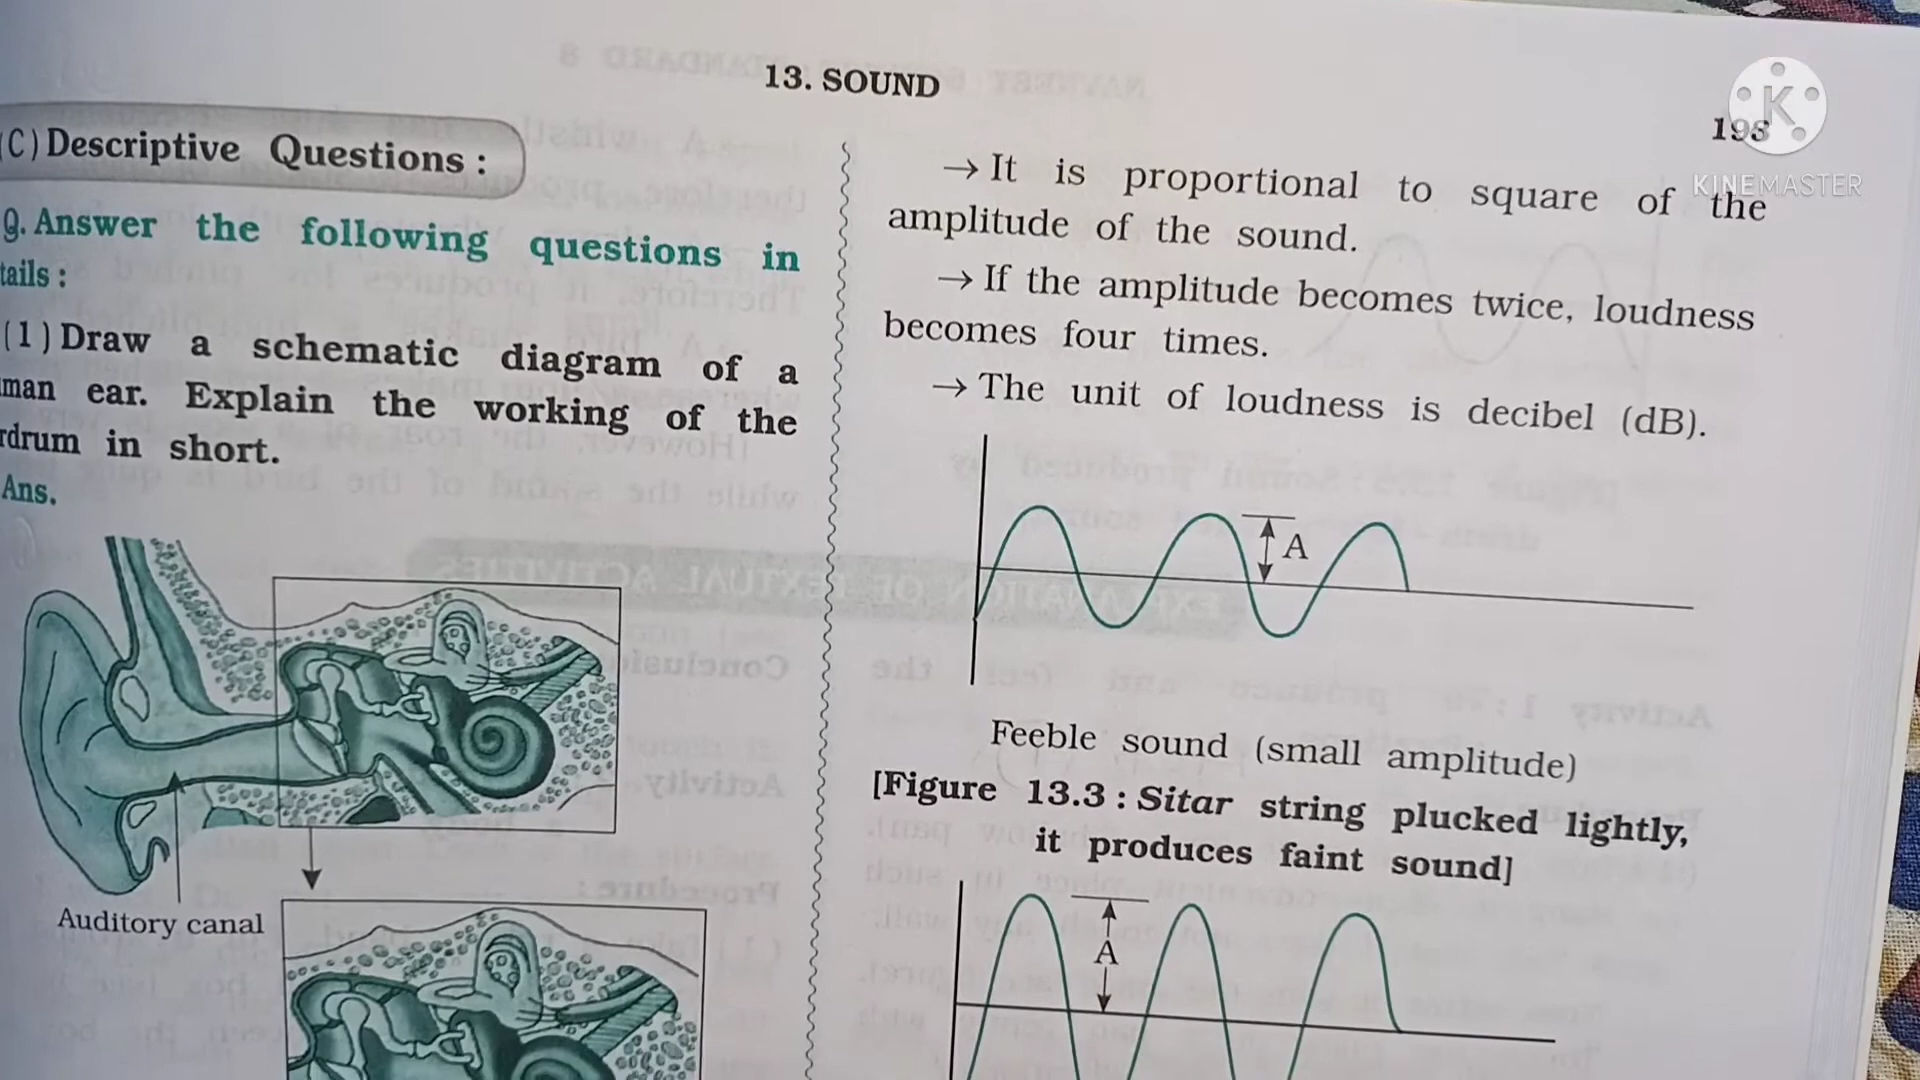 13. SOUND
193
KINEMASTER
(C) Descriptive Questions :
Q. Answer the following questions in
tails :
(1) Draw a schematic diagram of a
man ear. Explain the working of the
rdrum in short.
Ans.
Auditory canal
→ It is proportional to square of the
amplitude of the sound.
→ If the amplitude becomes twice, loudness
becomes four times.
→ The unit of loudness is decibel (dB).
A
Feeble sound (small amplitude)
[Figure 13.3 : Sitar string plucked lightly,
it produces faint sound]
A